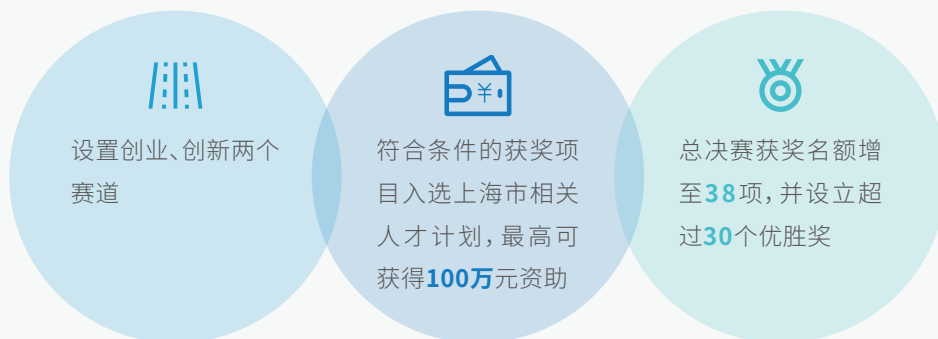 设置创业、创新两个
赛道
¥
符合条件的获奖项
目入选上海市相关
人才计划，最高可
获得100万元资助
总决赛获奖名额增
至38项，并设立超
过30个优胜奖